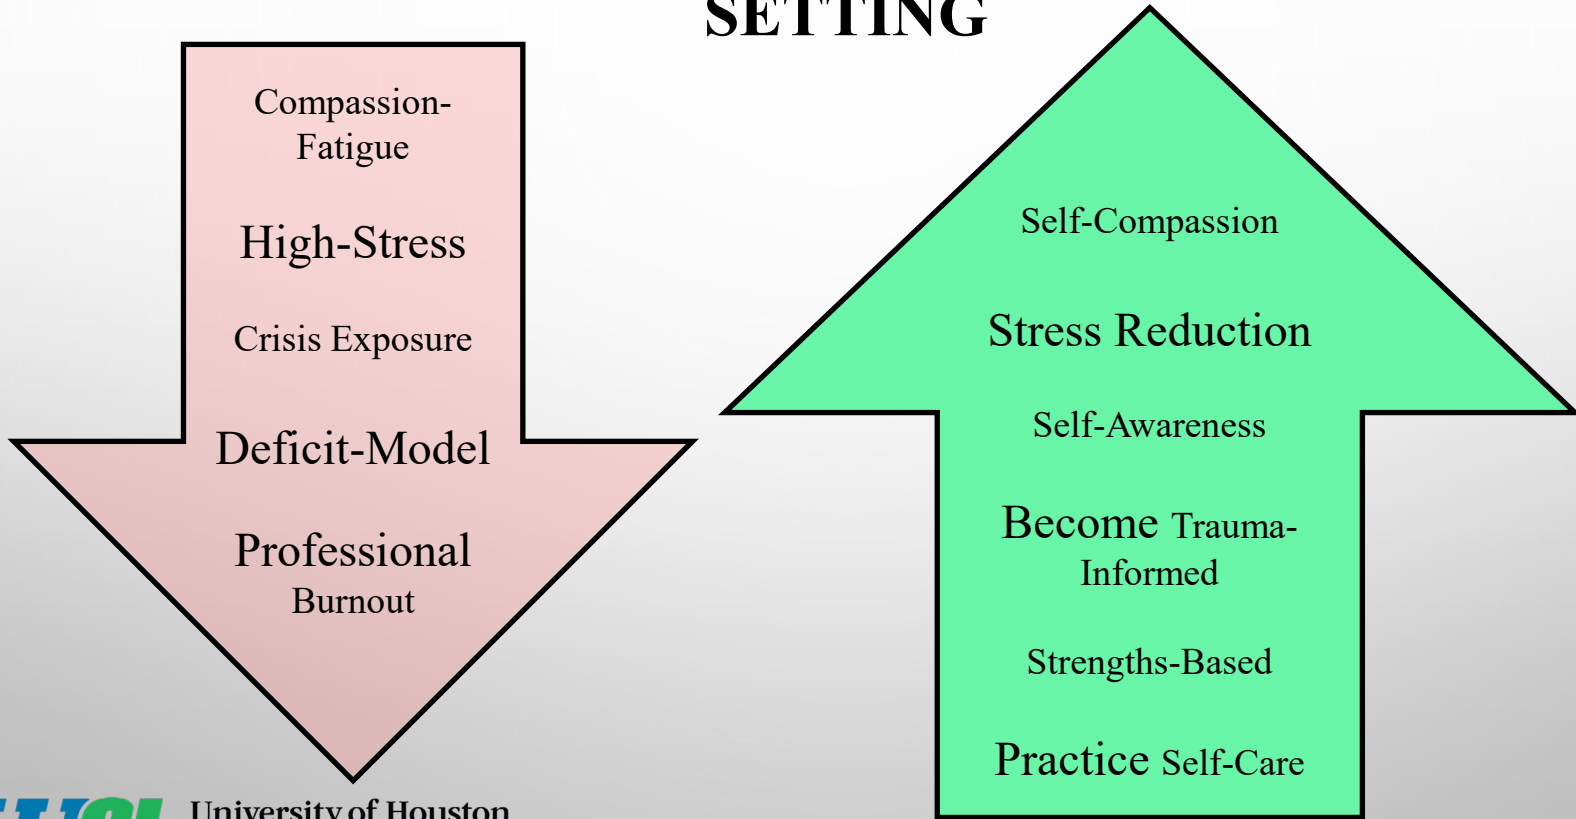 SETTING
Compassion-
Fatigue
High-Stress
Crisis Exposure
Deficit-Model
Professional
Burnout
Self-Compassion
Stress Reduction
Self-Awareness
Become Trauma-
Informed
Strengths-Based
Practice Self-Care
University of Houston